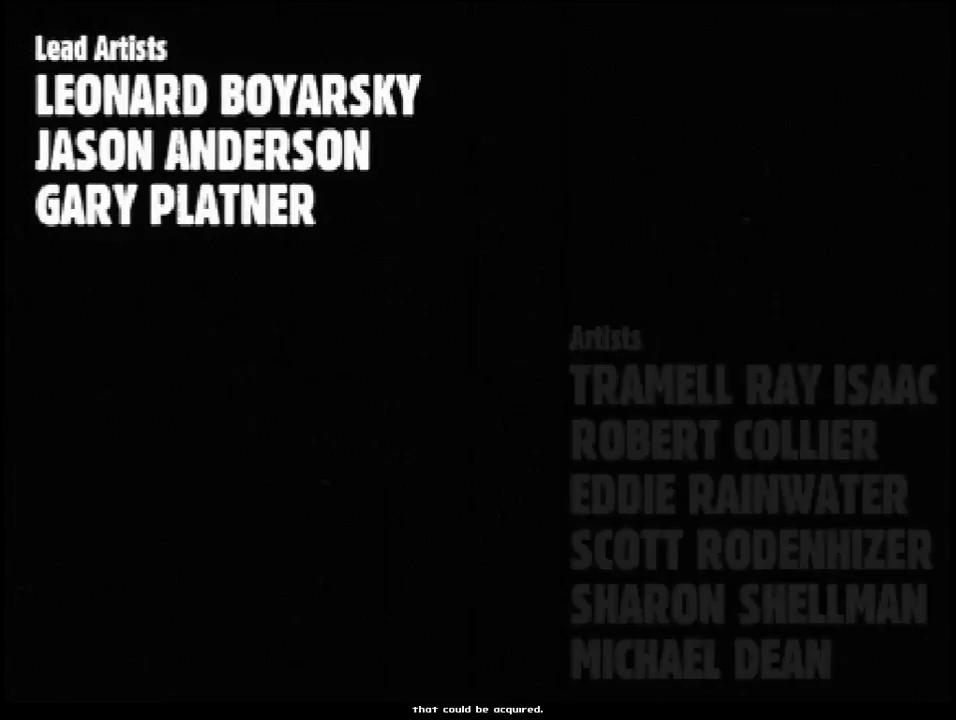 Lead Artists
LEONARD BOYARSKY
JASON ANDERSON
GARY PLATNER
Artists
TRAMELL RAY ISAAC
ROBERT COLLIER
EDDIE RAINWATER
SCOTT RODENHIZER
SHARON SHELLMAN
MICHAEL DEAN
that could be acquired.